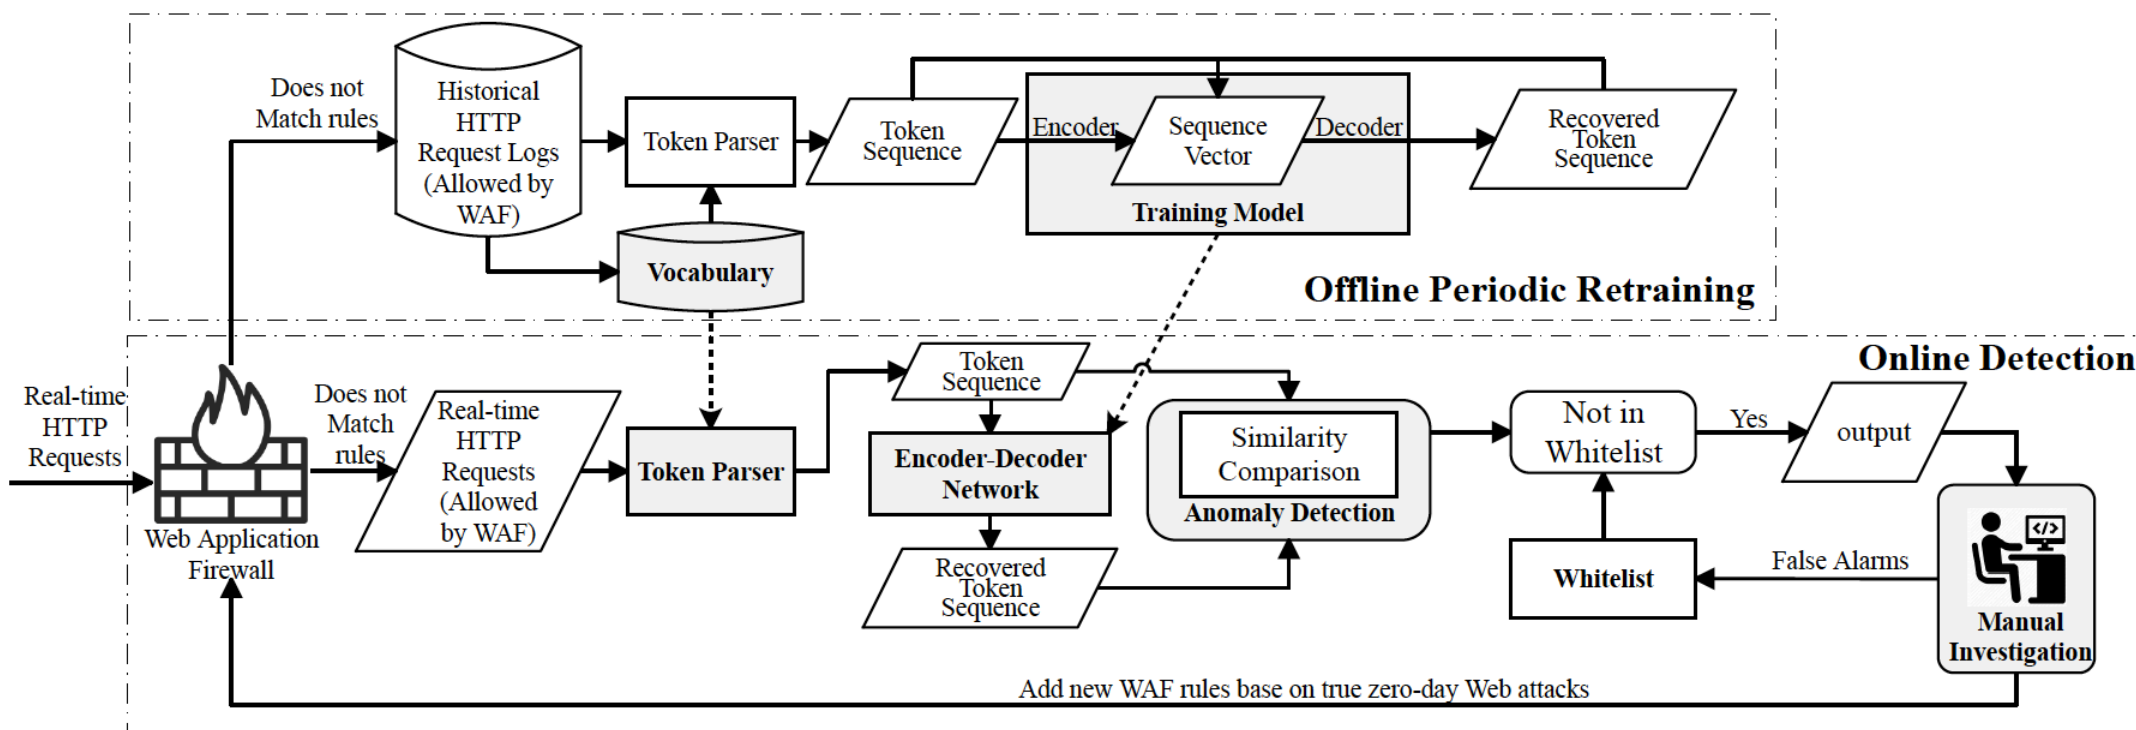 Does not
Match rules
Historical
HTTP
Request Logs
(Allowed by
WAF)
Token Parser
Vocabulary
Token
Sequence
Encoder
Sequence
Vector
Decoder
Training Model
Recovered
Token
Sequence
Offline Periodic Retraining
Online Detection
Real-time
HTTP
Requests
Web Application
Firewall
Does not
Match
rules
Real-time
HTTP
Requests
(Allowed
by WAF)
Token Parser
Token
Sequence
Encoder-Decoder
Network
Recovered
Token
Sequence
Similarity
Comparison
Anomaly Detection
Not in
Whitelist
Yes
output
Whitelist
False Alarms
</>
Manual
Investigation
Add new WAF rules base on true zero-day Web attacks